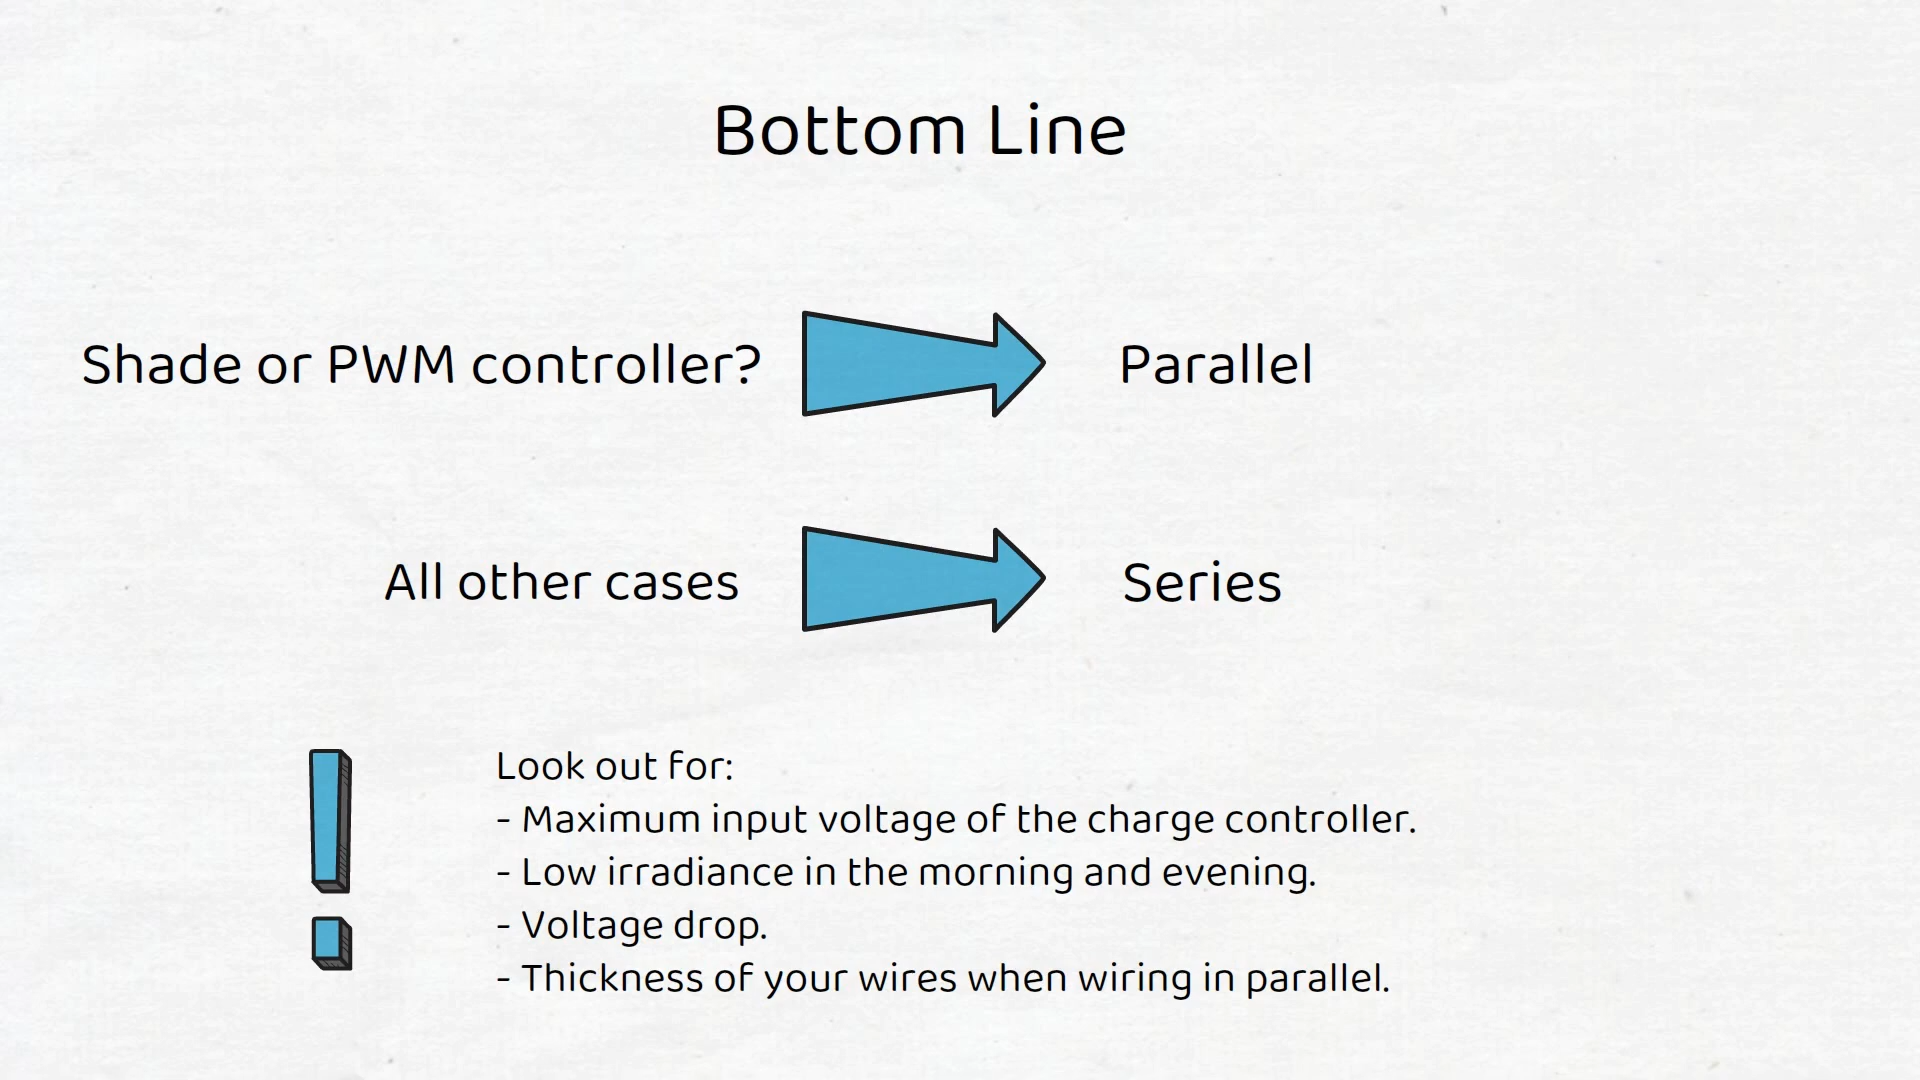 Bottom Line
Shade or PWM controller? Parallel
All other cases Series
Look out for:
- Maximum input voltage of the charge controller.
- Low irradiance in the morning and evening.
- Voltage drop.
- Thickness of your wires when wiring in parallel.